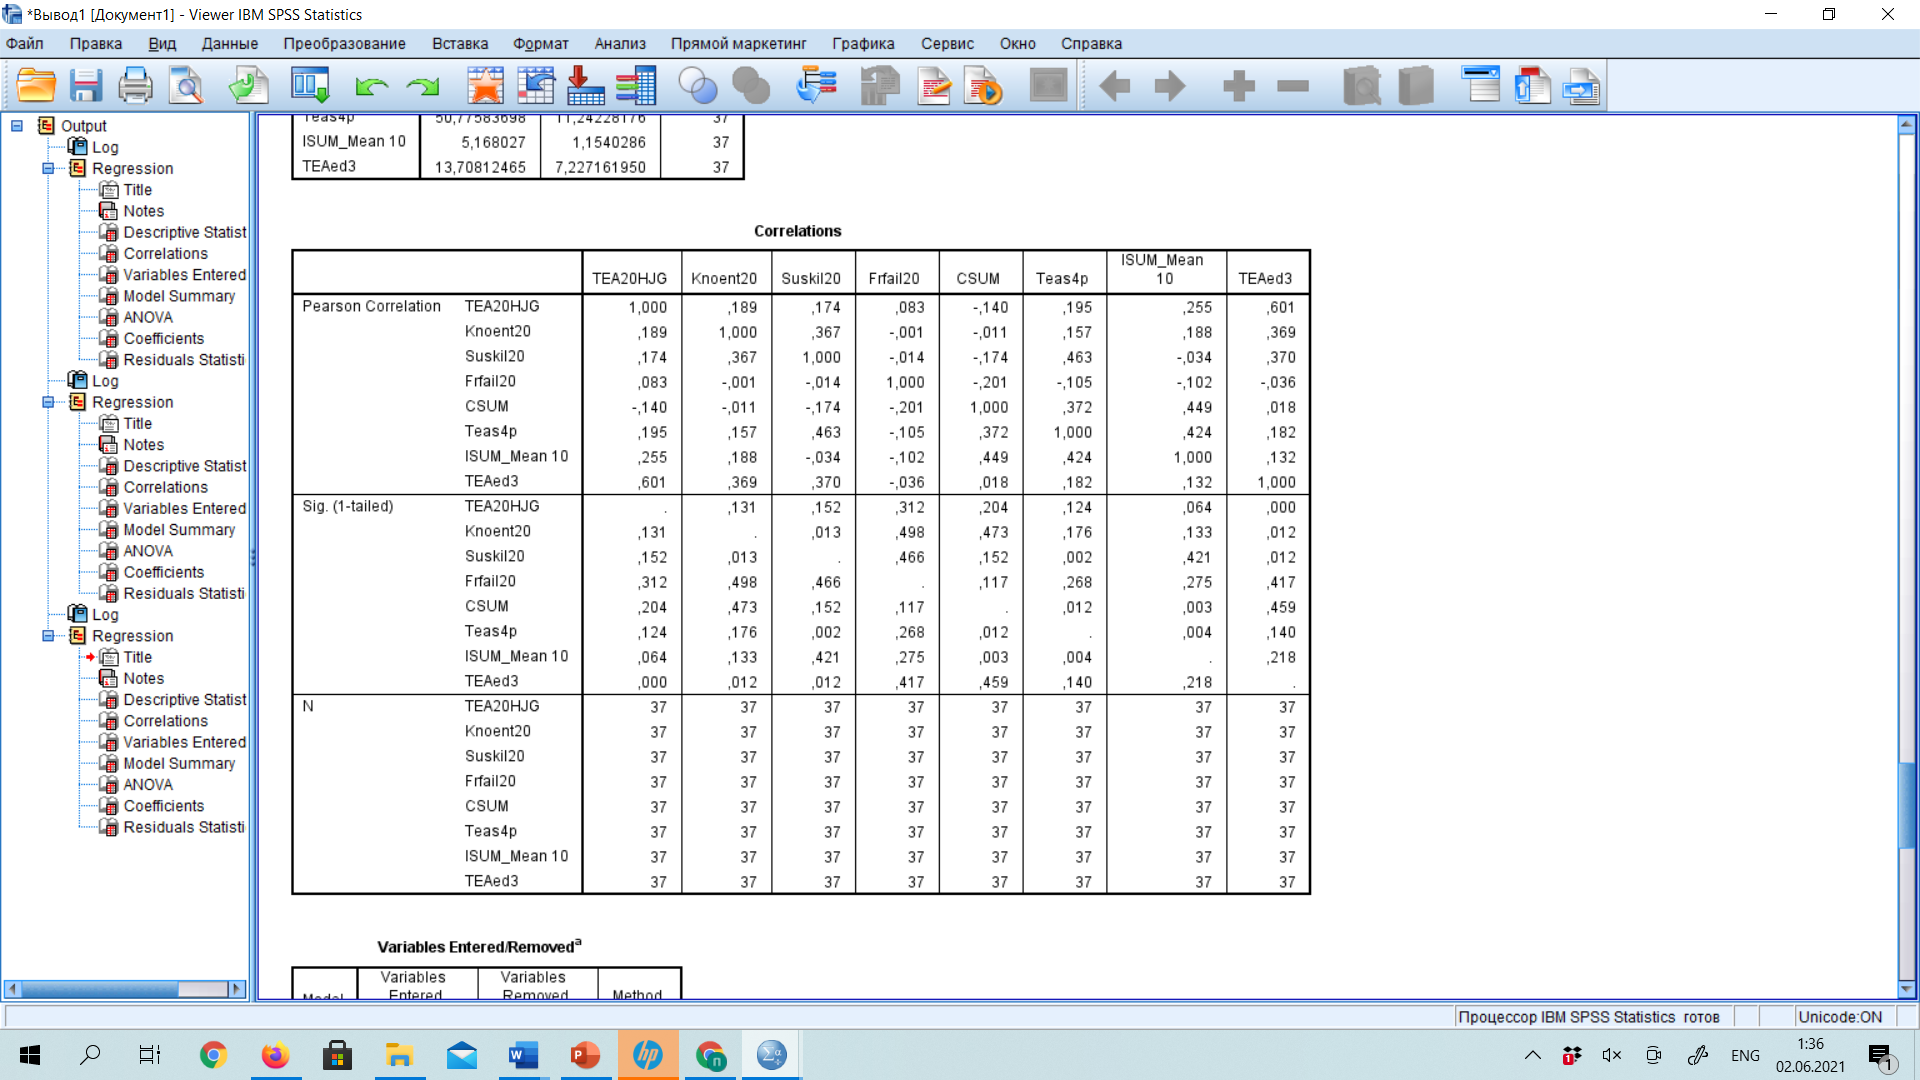 *Вывод1 [Документ1] - Viewer IBM SPSS Statistics
Файл Правка Вид Данные Преобразование Вставка Формат Анализ Прямой маркетинг Графика Сервис Окно Справка
Output
Log
Regression
Title
Notes
Descriptive Statist
Correlations
Variables Entered
Model Summary
ANOVA
Coefficients
Residuals Statisti
Log
Regression
Title
Notes
Descriptive Statist
Correlations
Variables Entered
Model Summary
ANOVA
Coefficients
Residuals Statisti
Log
Regression
Title
Notes
Descriptive Statist
Correlations
Variables Entered
Model Summary
ANOVA
Coefficients
Residuals Statisti
Teas4p 50,77583698 11,24228176 37
ISUM_Mean 10 5,168027 1,1540286 37
TEAed3 13,70812465 7,227161950 37
Correlations
TEA20HJG Knoent20 Suskil20 Frfail20 CSUM Teas4p ISUM_Mean 10 TEAed3
Pearson Correlation TEA20HJG 1,000 ,189 ,174 ,083 -,140 ,195 ,255 ,601
Knoent20 ,189 1,000 ,367 -,001 -,011 ,157 ,188 ,369
Suskil20 ,174 ,367 1,000 -,014 -,174 ,463 -,034 ,370
Frfail20 ,083 -,001 -,014 1,000 -,201 -,105 -,102 -,036
CSUM -,140 -,011 -,174 -,201 1,000 ,372 ,449 ,018
Teas4p ,195 ,157 ,463 -,105 ,372 1,000 ,424 ,182
ISUM_Mean 10 ,255 ,188 -,034 -,102 ,449 ,424 1,000 ,132
TEAed3 ,601 ,369 ,370 -,036 ,018 ,182 ,132 1,000
Sig. (1-tailed) TEA20HJG . ,131 ,152 ,312 ,204 ,124 ,064 ,000
Knoent20 ,131 . ,013 ,498 ,473 ,176 ,133 ,012
Suskil20 ,152 ,013 . ,466 ,152 ,002 ,421 ,012
Frfail20 ,312 ,498 ,466 . ,117 ,268 ,275 ,417
CSUM ,204 ,473 ,152 ,117 . ,012 ,003 ,459
Teas4p ,124 ,176 ,002 ,268 ,012 . ,004 ,140
ISUM_Mean 10 ,064 ,133 ,421 ,275 ,003 ,004 . ,218
TEAed3 ,000 ,012 ,012 ,417 ,459 ,140 ,218 .
N TEA20HJG 37 37 37 37 37 37 37 37
Knoent20 37 37 37 37 37 37 37 37
Suskil20 37 37 37 37 37 37 37 37
Frfail20 37 37 37 37 37 37 37 37
CSUM 37 37 37 37 37 37 37 37
Teas4p 37 37 37 37 37 37 37 37
ISUM_Mean 10 37 37 37 37 37 37 37 37
TEAed3 37 37 37 37 37 37 37 37
Variables Entered/Removedª
Model Variables Entered Variables Removed Method
Процессор IBM SPSS Statistics готов Unicode:ON
ENG
1:36
02.06.2021
1